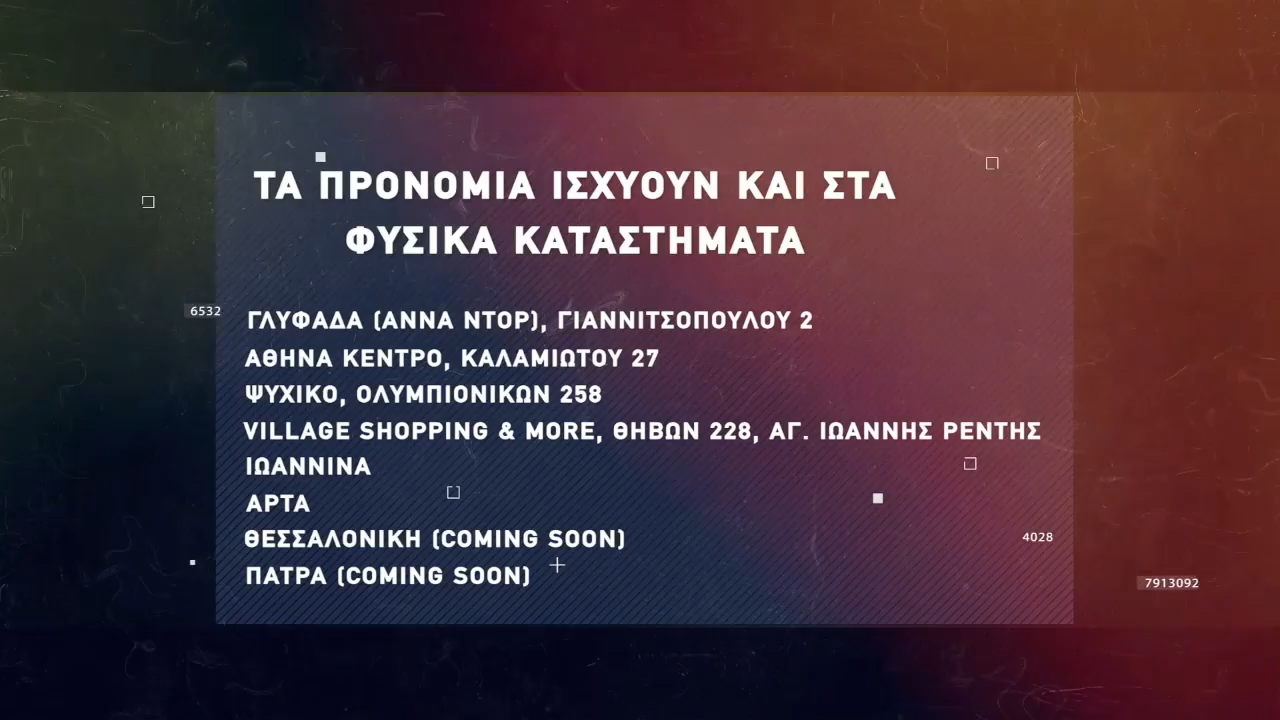 ΤΑ ΠΡΟΝΟΜΙΑ ΙΣΧΥΟΥΝ ΚΑΙ ΣΤΑ
ΦΥΣΙΚΑ ΚΑΤΑΣΤΗΜΑΤΑ
6532
ΓΛΥΦΑΔΑ (ΑΝΝΑ ΝΤΟΡ), ΓΙΑΝΝΙΤΣΟΠΟΥΛΟΥ 2
ΑΘΗΝΑ ΚΕΝΤΡΟ, ΚΑΛΑΜΙΩΤΟΥ 27
ΨΥΧΙΚΟ, ΟΛΥΜΠΙΟΝΙΚΩΝ 258
VILLAGE SHOPPING & MORE, ΘΗΒΩΝ 228, ΑΓ. ΙΩΑΝΝΗΣ ΡΕΝΤΗΣ
ΙΩΑΝΝΙΝΑ
ΑΡΤΑ
ΘΕΣΣΑΛΟΝΙΚΗ (COMING SOON)
4028
ΠΑΤΡΑ (COMING SOON)
7913092